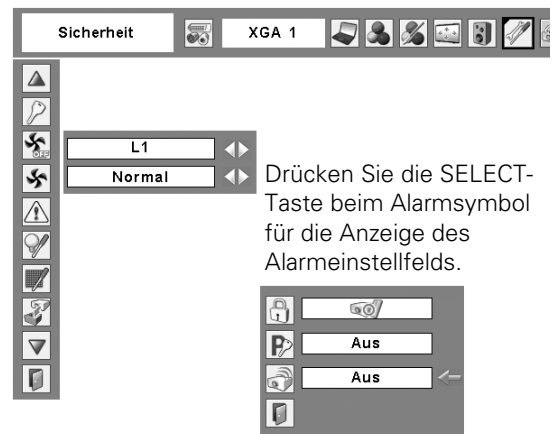 Sicherheit
XGA 1
OFF
L1
Normal
Drücken Sie die SELECT-
Taste beim Alarmsymbol
für die Anzeige des
Alarmeinstellfelds.
P
Aus
Aus